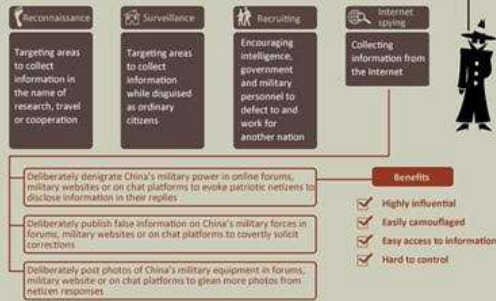 Reconnaissance
Surveillance
Recruiting
Internet
spying
Targeting areas
to collect
information in
the name of
research, travel
or cooperation
Targeting areas
to collect
information
while disguised
as ordinary
citizens
Encouraging
intelligence,
government
and military
personnel to
defect to and
work for
another nation
Collecting
information from
the Internet
Deliberately denigrate China's military power in online forums,
military websites or on chat platforms to evoke patriotic netizens to
disclose information in their replies
Deliberately publish false information on China's military forces in
forums, military websites or on chat platforms to covertly solicit
corrections
Deliberately post photos of China's military equipment in forums,
military website or on chat platforms to glean more photos from
netizen responses
Benefits
Highly influential
Easily camouflaged
Easy access to information
Hard to control